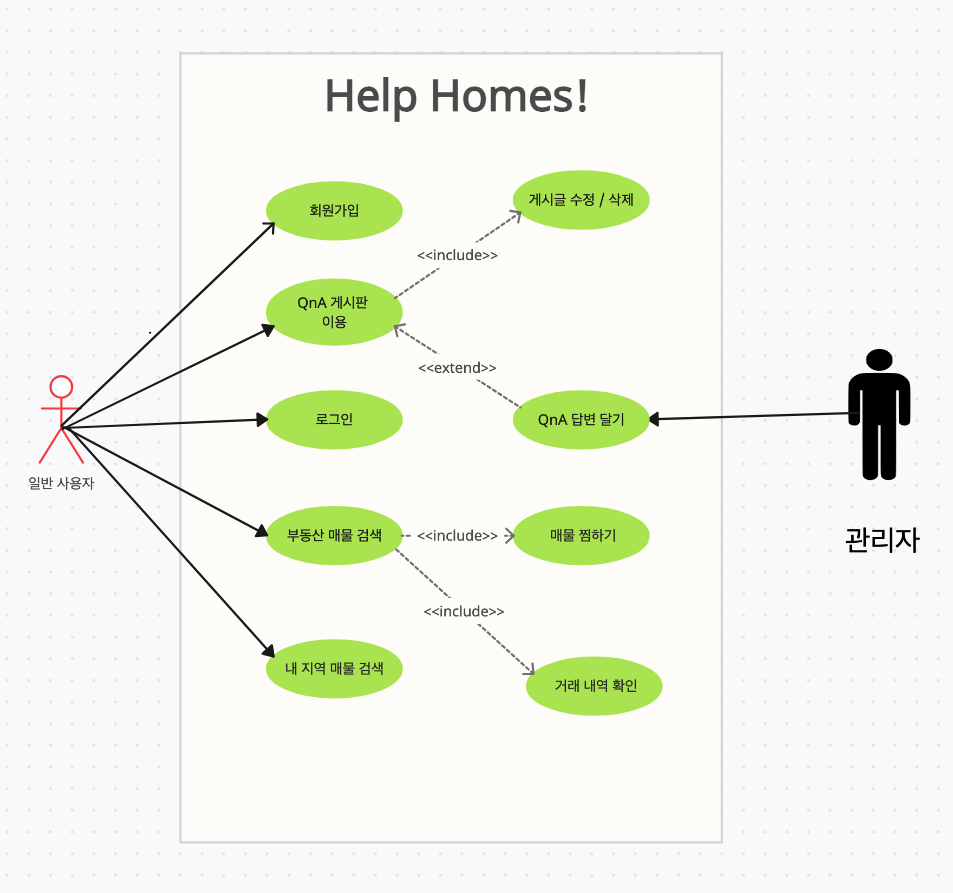 Help Homes!
회원가입
게시글 수정 / 삭제
<<include>>
QnA 게시판
이용
<<extend>>
로그인
QnA 답변 달기
일반 사용자
관리자
부동산 매물 검색
<<include>>
매물 찜하기
<<include>>
내 지역 매물 검색
거래 내역 확인